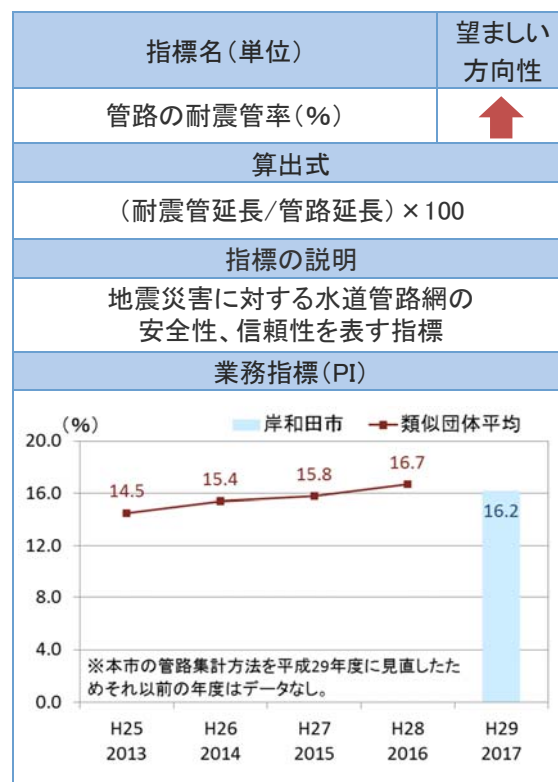 指標名（単位）
望ましい
方向性
管路の耐震管率（％）
算出式
（耐震管延長/管路延長）×100
指標の説明
地震災害に対する水道管路網の
安全性、信頼性を表す指標
業務指標（PI）
（%）
岸和田市
類似団体平均
20.0
16.0
12.0
8.0
4.0
0.0
14.5
15.4
15.8
16.7
16.2
※本市の管路集計方法を平成29年度に見直したた
めそれ以前の年度はデータなし。
H25 H26 H27 H28 H29
2013 2014 2015 2016 2017